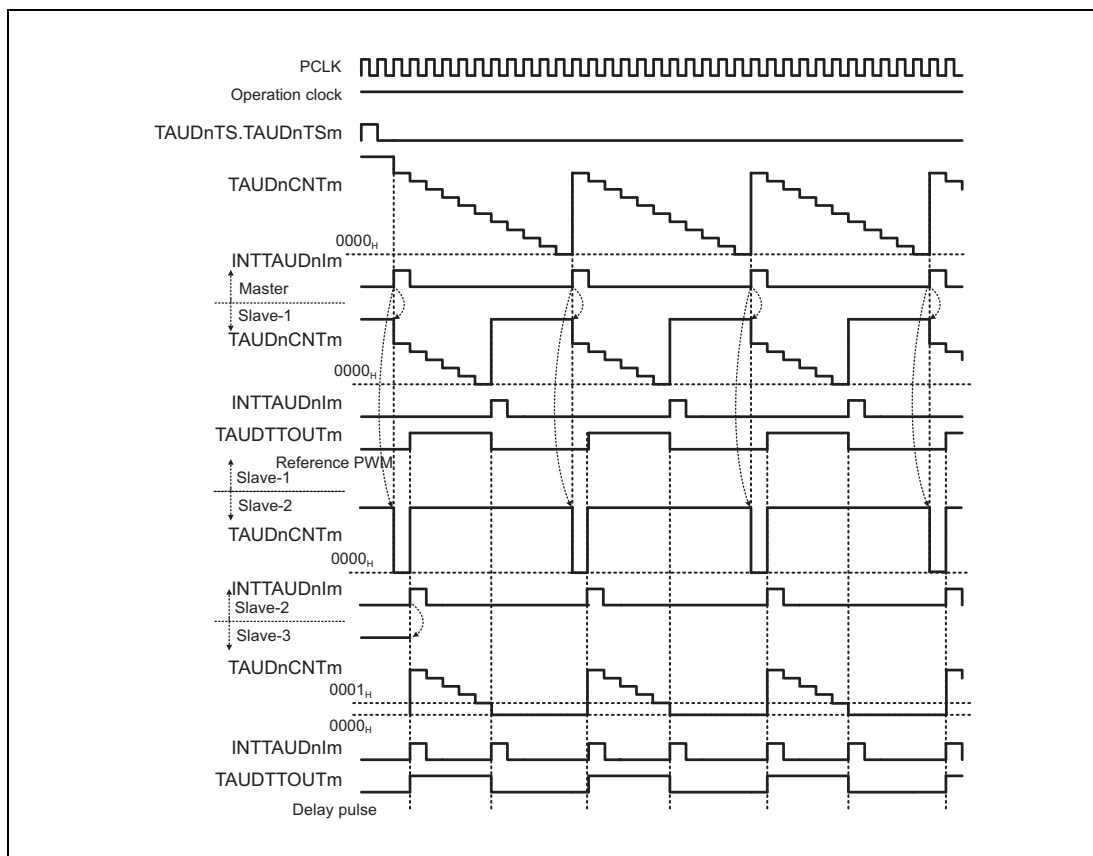 PCLK
Operation clock
TAUDnTS.TAUDnTSm
TAUDnCNTm
0000H
INTTAUDnIm
Master
Slave-1
TAUDnCNTm
0000H
INTTAUDnIm
TAUDTTOUTm
Reference PWM
Slave-1
Slave-2
TAUDnCNTm
0000H
INTTAUDnIm
Slave-2
Slave-3
TAUDnCNTm
0001H
0000H
INTTAUDnIm
TAUDTTOUTm
Delay pulse